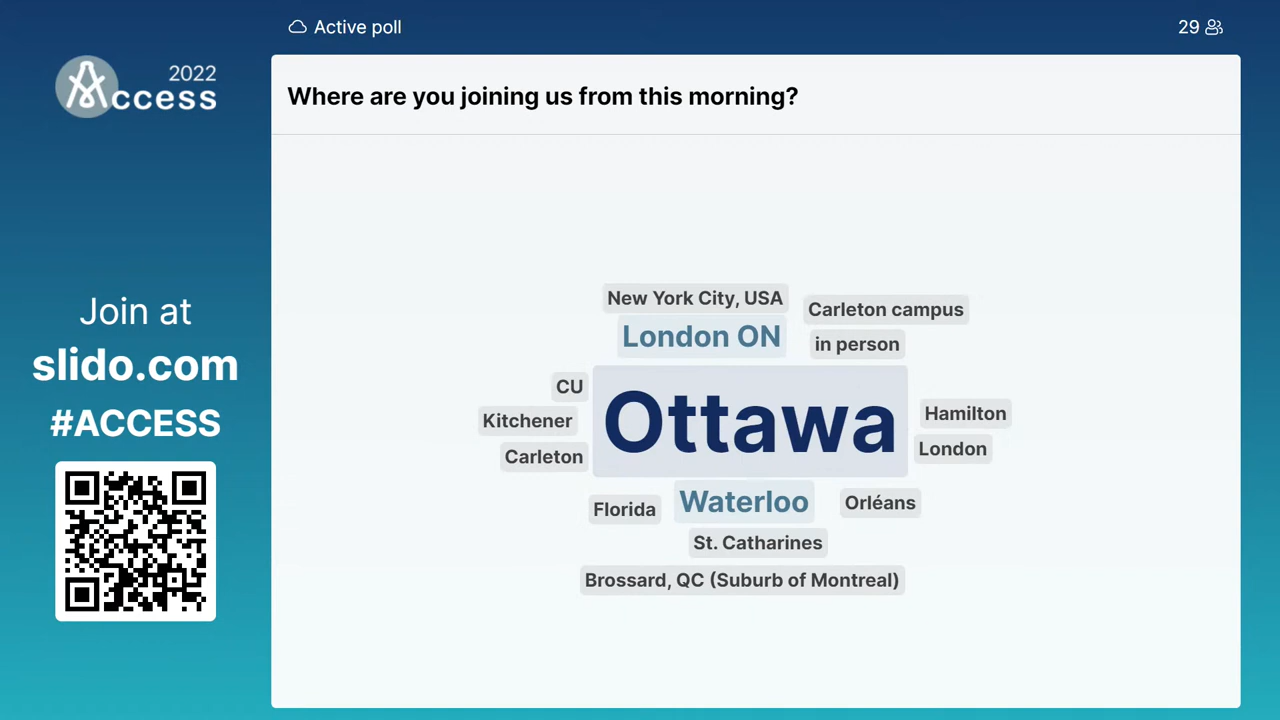 Active poll
29
2022
Access
Where are you joining us from this morning?
Join at
slido.com
#ACCESS
New York City, USA
Carleton campus
London ON
in person
CU
Ottawa
Kitchener
Hamilton
Carleton
London
Florida
Waterloo
Orléans
St. Catharines
Brossard, QC (Suburb of Montreal)